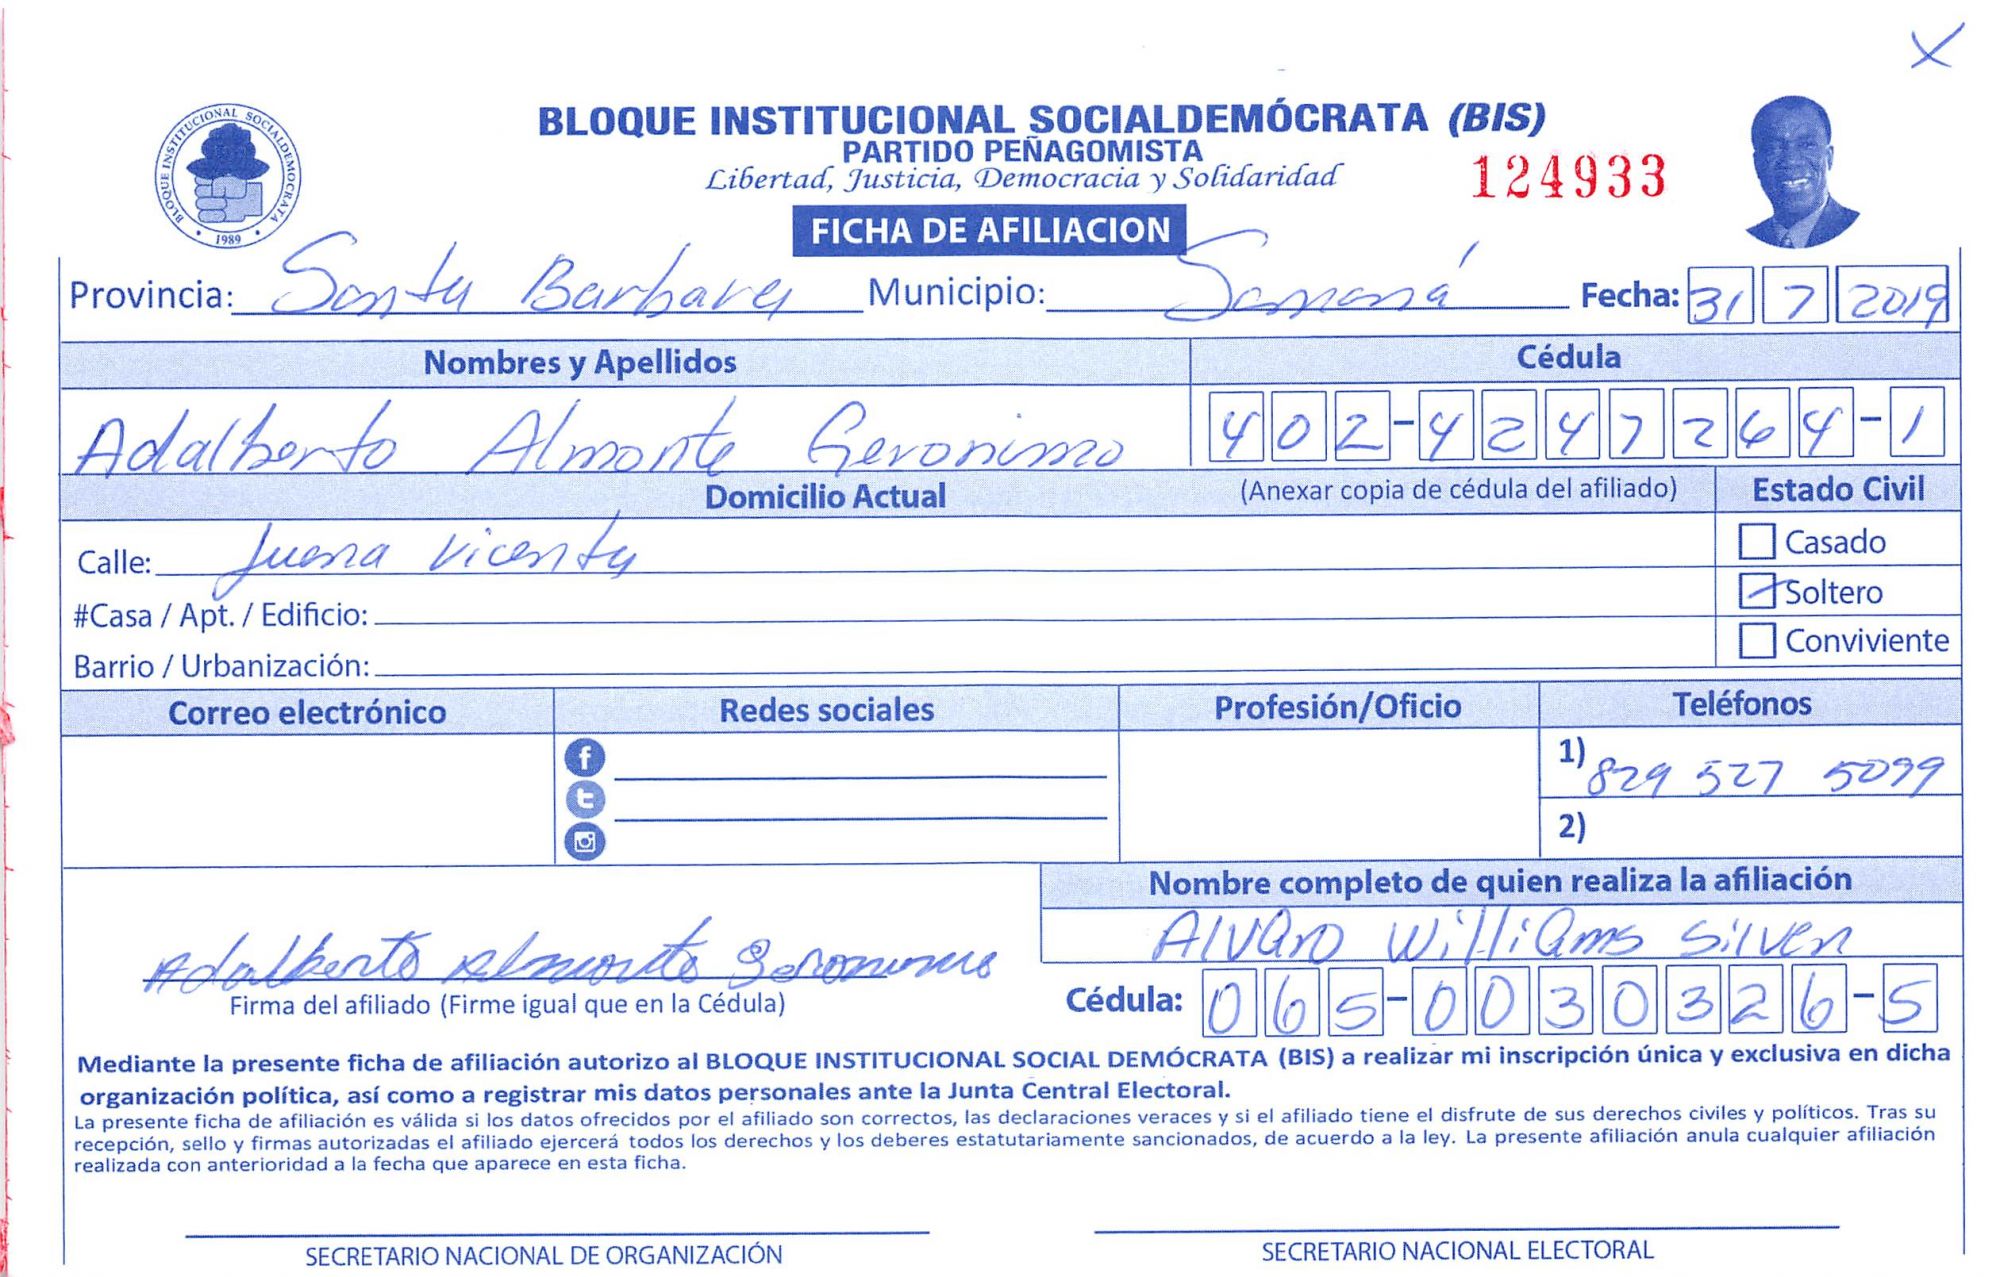 BLOQUE INSTITUCIONAL SOCIALDEMÓCRATA
1989
BLOQUE INSTITUCIONAL SOCIALDEMÓCRATA (BIS)
PARTIDO PEÑAGOMISTA
Libertad, Justicia, Democracia y Solidaridad
124933
FICHA DE AFILIACION
Provincia: Santa Barbara Municipio: Samaná Fecha: 31 7 2019
Nombres y Apellidos Cédula
Adalberto Almonte Geronimo 402-4247264-1
Domicilio Actual (Anexar copia de cédula del afiliado) Estado Civil
Calle: Juana Vicenta Casado
#Casa / Apt. / Edificio: Soltero
Barrio / Urbanización: Conviviente
Correo electrónico Redes sociales Profesión/Oficio Teléfonos
1) 829 527 5099
2)
Nombre completo de quien realiza la afiliación
Alvaro Williams Silven
Adalberto Almonte Geronimo
Firma del afiliado (Firme igual que en la Cédula) Cédula: 065-0030326-5
Mediante la presente ficha de afiliación autorizo al BLOQUE INSTITUCIONAL SOCIAL DEMÓCRATA (BIS) a realizar mi inscripción única y exclusiva en dicha
organización política, así como a registrar mis datos personales ante la Junta Central Electoral.
La presente ficha de afiliación es válida si los datos ofrecidos por el afiliado son correctos, las declaraciones veraces y si el afiliado tiene el disfrute de sus derechos civiles y políticos. Tras su
recepción, sello y firmas autorizadas el afiliado ejercerá todos los derechos y los deberes estatutariamente sancionados, de acuerdo a la ley. La presente afiliación anula cualquier afiliación
realizada con anterioridad a la fecha que aparece en esta ficha.
SECRETARIO NACIONAL DE ORGANIZACIÓN SECRETARIO NACIONAL ELECTORAL